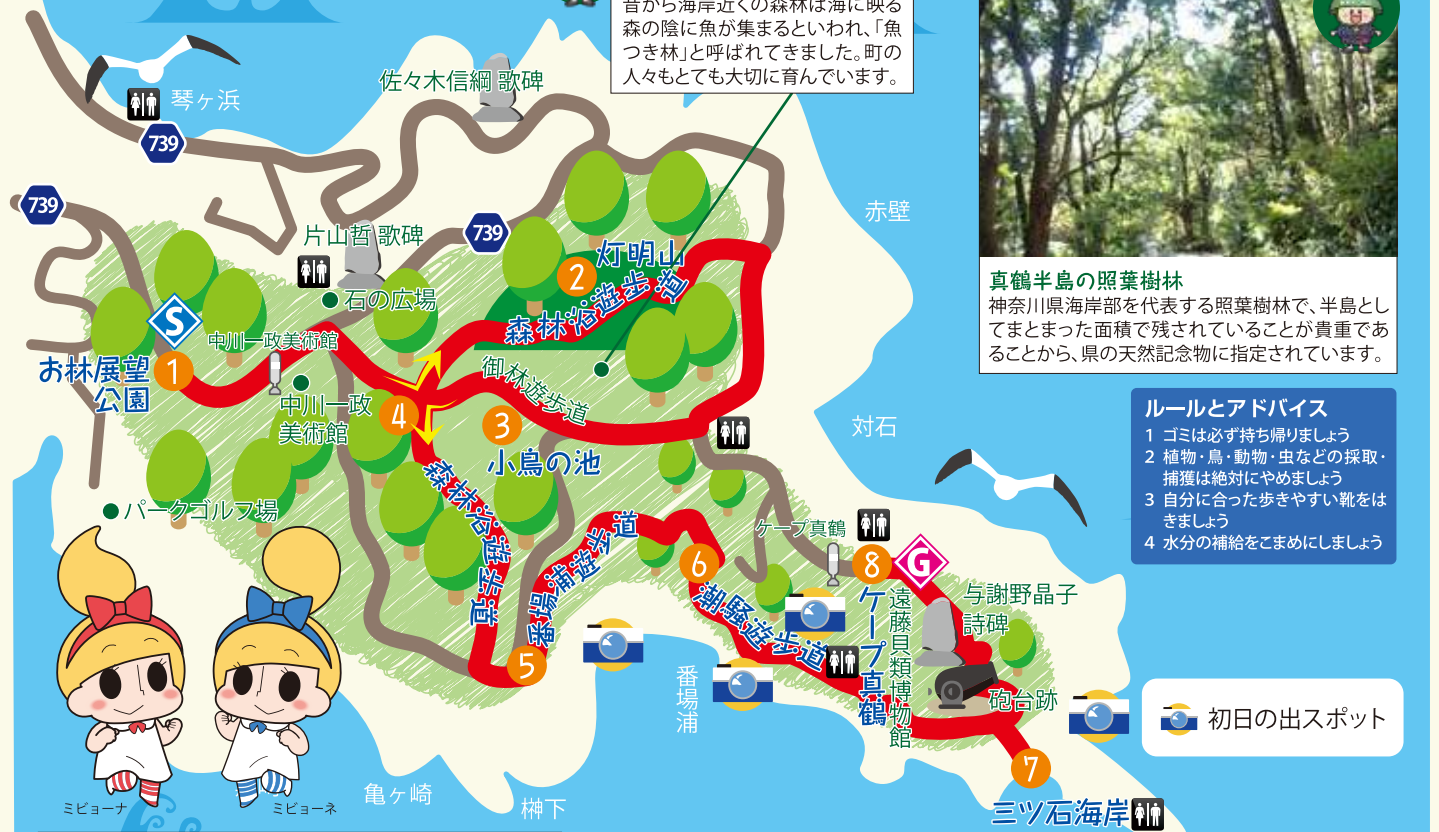 昔から海岸近くの森林は海に映る
森の陰に魚が集まるといわれ、「魚
つき林」と呼ばれてきました。町の
人々もとても大切に育んでいます。
佐々木信綱 歌碑
琴ヶ浜
739
739
739
赤壁
片山哲 歌碑
石の広場
灯明山
2
森林浴遊歩道
真鶴半島の照葉樹林
神奈川県海岸部を代表する照葉樹林で、半島とし
てまとまった面積で残されていることが貴重であ
ることから、県の天然記念物に指定されています。
S
中川一政美術館
お林展望
公園
1
御林遊歩道
中川一政
美術館
4
3
小鳥の池
対石
ルールとアドバイス
1 ゴミは必ず持ち帰りましょう
2 植物・鳥・動物・虫などの採取・
捕獲は絶対にやめましょう
3 自分に合った歩きやすい靴をは
きましょう
4 水分の補給をこまめにしましょう
パークゴルフ場
森林浴遊歩道
番場浦遊歩道
5
6
ケープ真鶴
8
G
潮騒遊歩道
ケープ真鶴
遠藤貝類博物館
与謝野晶子
詩碑
砲台跡
番場浦
初日の出スポット
7
三ツ石海岸
亀ヶ崎
榊下
ミビョーナ
ミビョーネ